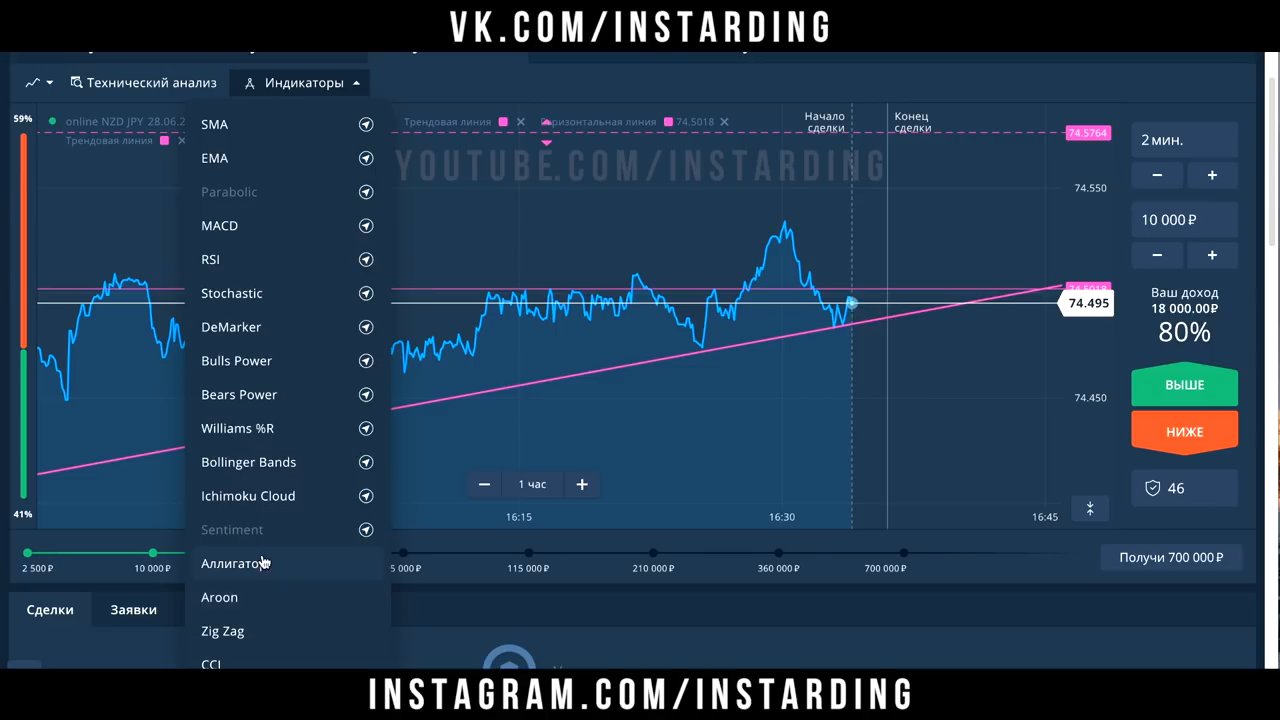 VK.COM/INSTARDING
Технический анализ
Индикаторы
59%
online NZD JPY 28.06.2
Трендовая линия
Трендовая линия
Горизонтальная линия
74.5018
Начало
сделки
Конец
сделки
74.5764
YOUTUBE.COM/INSTARDING
SMA
EMA
Parabolic
MACD
RSI
Stochastic
DeMarker
Bulls Power
Bears Power
Williams %R
Bollinger Bands
Ichimoku Cloud
Sentiment
Аллигатор
Aroon
Zig Zag
CCI
74.550
74.5018
74.495
74.450
1 час
16:15
16:30
16:45
41%
2 мин.
10 000 ₽
Ваш доход
18 000.00₽
80%
ВЫШЕ
НИЖЕ
46
2 500 ₽
10 000 ₽
5 000 ₽
115 000 ₽
210 000 ₽
360 000 ₽
700 000 ₽
Получи 700 000 ₽
Сделки
Заявки
INSTAGRAM.COM/INSTARDING